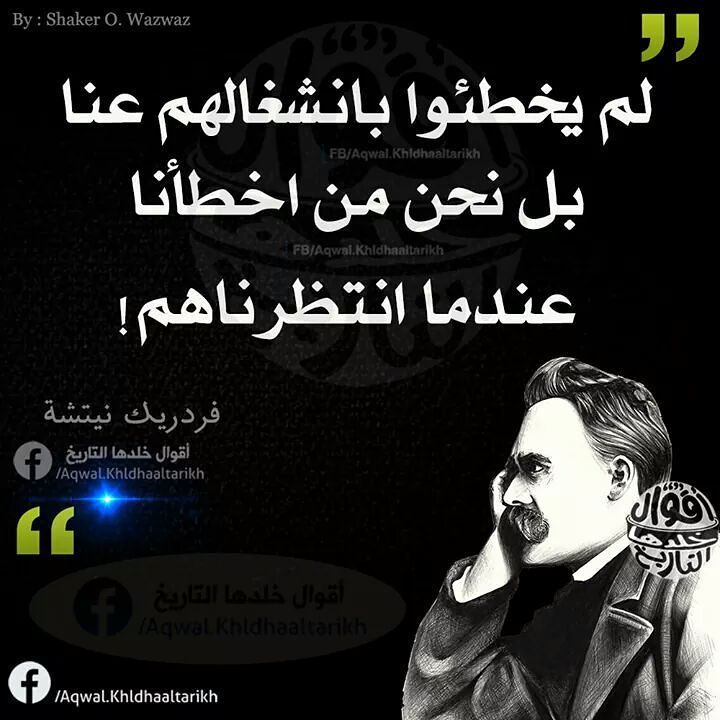 By : Shaker O. Wazwaz
لم يخطئوا بانشغالهم عنا
FB/Aqwal.Khldhaaltarikh
بل نحن من اخطأنا
FB/Aqwal.Khldhaaltarikh
عندما انتظرناهم!
فردريك نيتشة
أقوال خلدها التاريخ
/Aqwal.Khldhaaltarikh
أقوال خلدها التاريخ
أقوال خلدها التاريخ
/Aqwal.Khldhaaltarikh
/Aqwal.Khldhaaltarikh